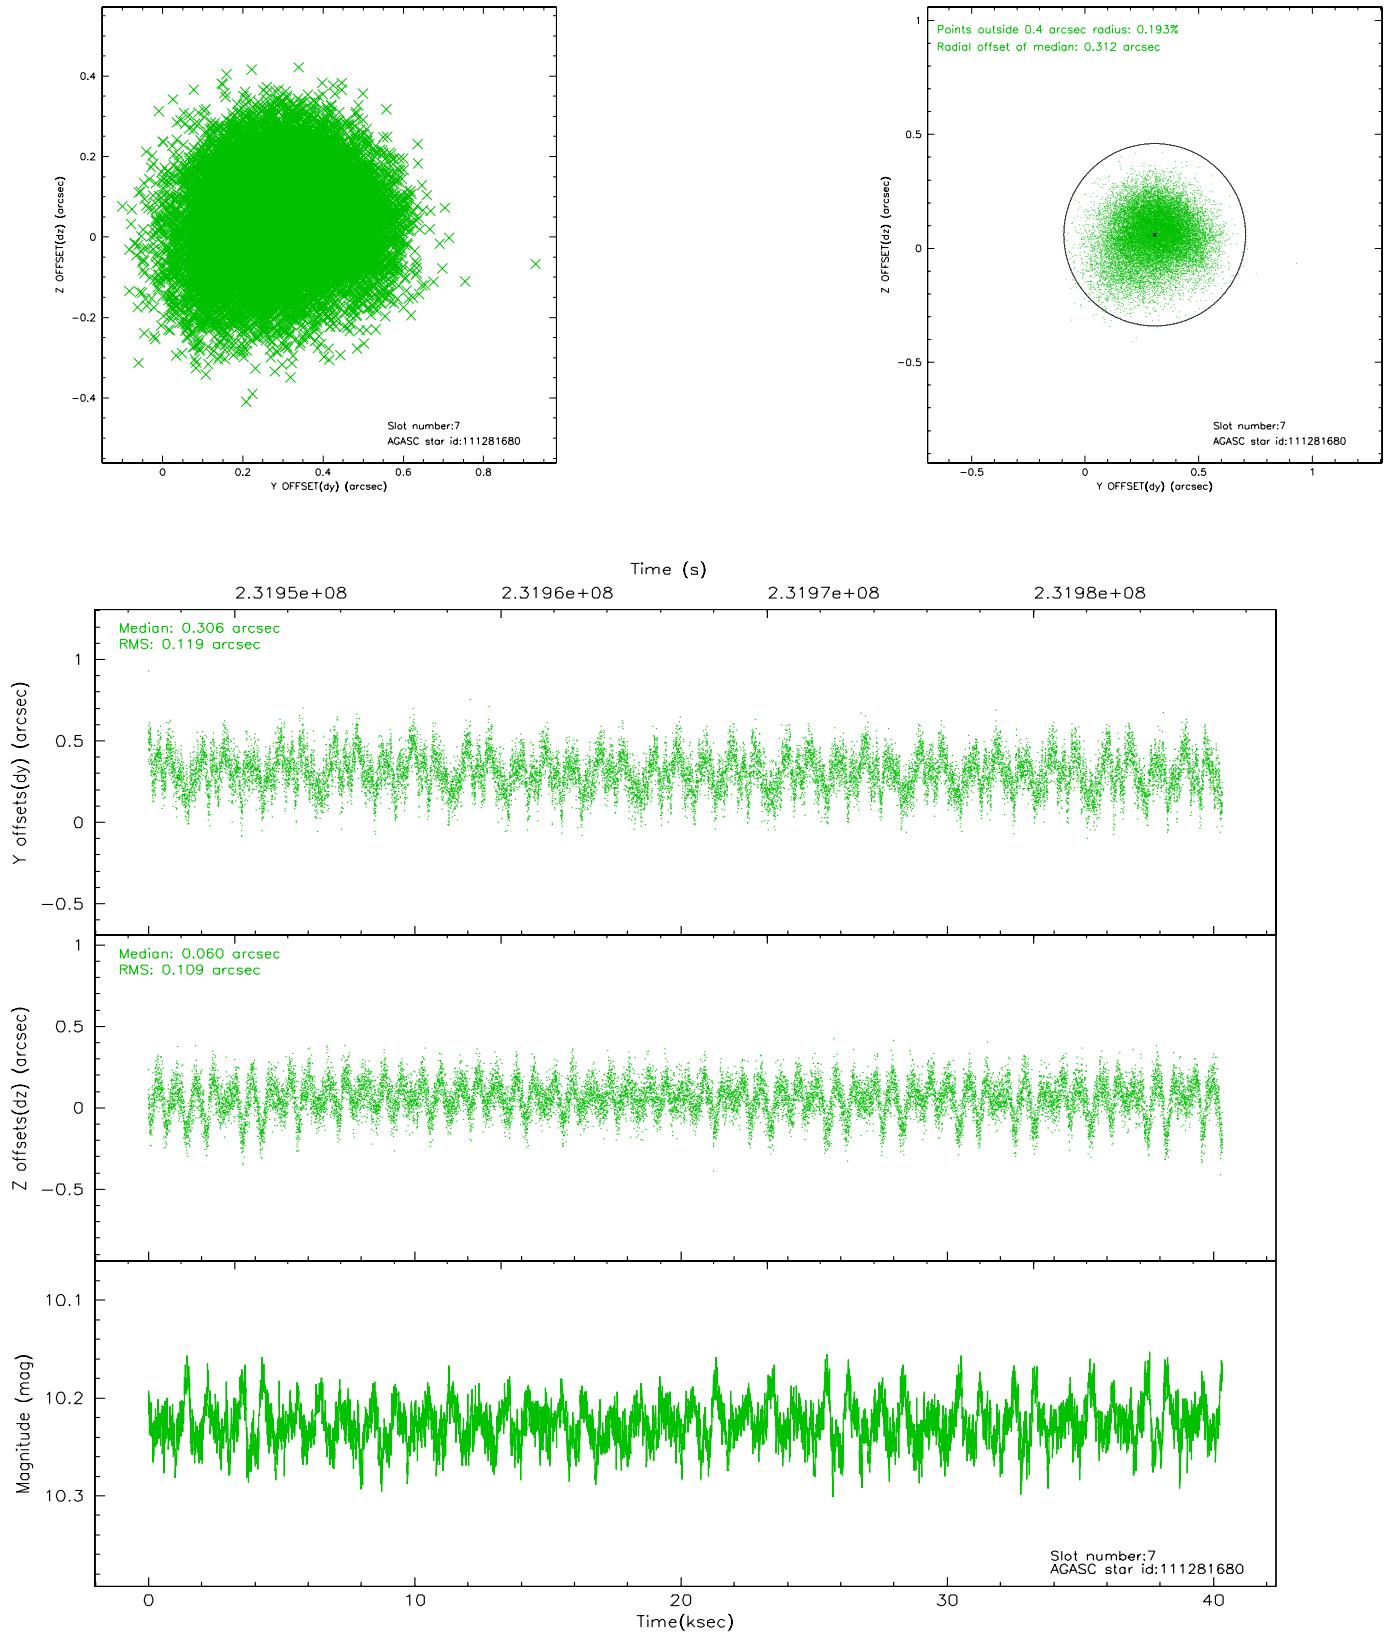 0.4
0.2
0
−0.2
−0.4
Z OFFSET(dz) (arcsec)
Slot number:7
AGASC star id:111281680
0 0.2 0.4 0.6 0.8
Y OFFSET(dy) (arcsec)
Points outside 0.4 arcsec radius: 0.193%
Radial offset of median: 0.312 arcsec
1
0.5
0
−0.5
Z OFFSET(dz) (arcsec)
Slot number:7
AGASC star id:111281680
−0.5 0 0.5 1
Y OFFSET(dy) (arcsec)
Time (s)
2.3195e+08 2.3196e+08 2.3197e+08 2.3198e+08
Median: 0.306 arcsec
RMS: 0.119 arcsec
1
0.5
0
−0.5
Y offsets(dy) (arcsec)
Median: 0.060 arcsec
RMS: 0.109 arcsec
1
0.5
0
−0.5
Z offsets(dz) (arcsec)
10.1
10.2
10.3
Magnitude (mag)
Slot number:7
AGASC star id:111281680
0 10 20 30 40
Time(ksec)